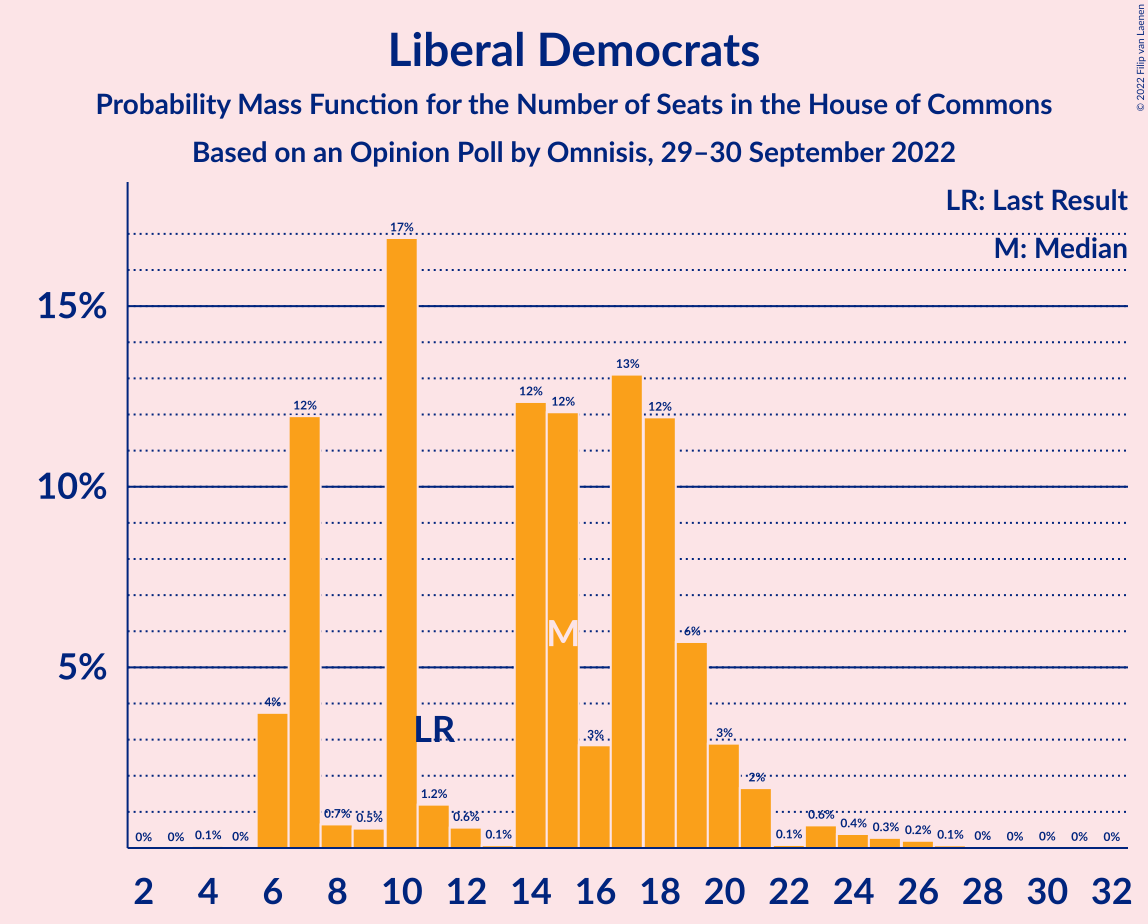 © 2022 Filip van Laenen
Liberal Democrats
Probability Mass Function for the Number of Seats in the House of Commons
Based on an Opinion Poll by Omnisis, 29–30 September 2022
LR: Last Result
M: Median
15%
10%
5%
0% 0% 0.1% 0% 4% 12% 0.7% 0.5% 17% 1.2% 0.6% 0.1% 12% 12% 3% 13% 12% 6% 3% 2% 0.1% 0.6% 0.4% 0.3% 0.2% 0.1% 0% 0% 0% 0% 0%
LR
M
2 4 6 8 10 12 14 16 18 20 22 24 26 28 30 32